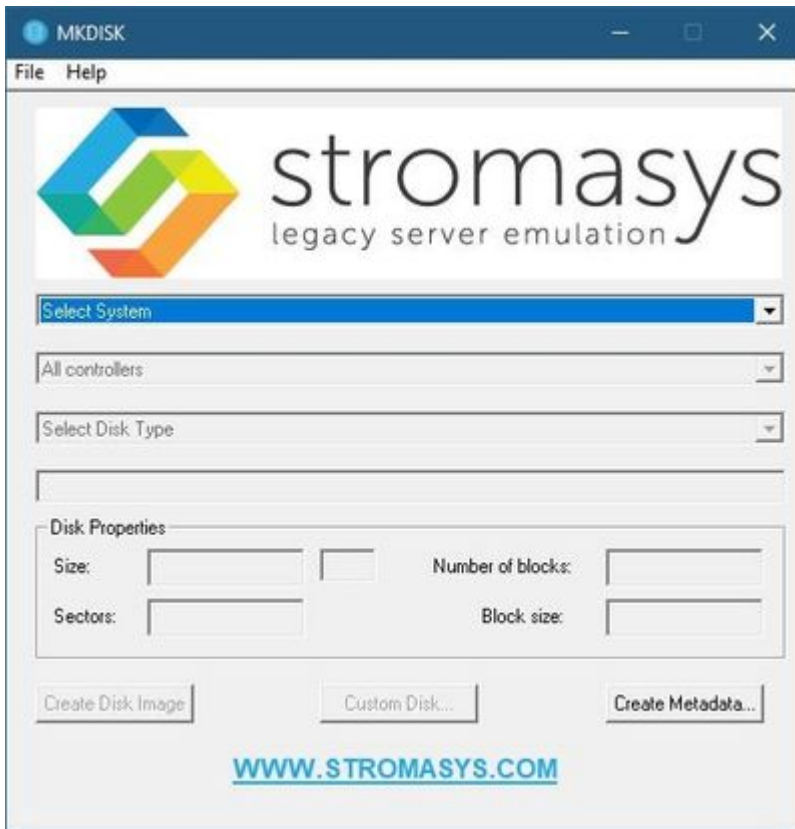 MKDISK
File Help
stromasys
legacy server emulation
Select System
All controllers
Select Disk Type
Disk Properties
Size: Number of blocks:
Sectors: Block size:
Create Disk Image Custom Disk... Create Metadata...
WWW.STROMASYS.COM